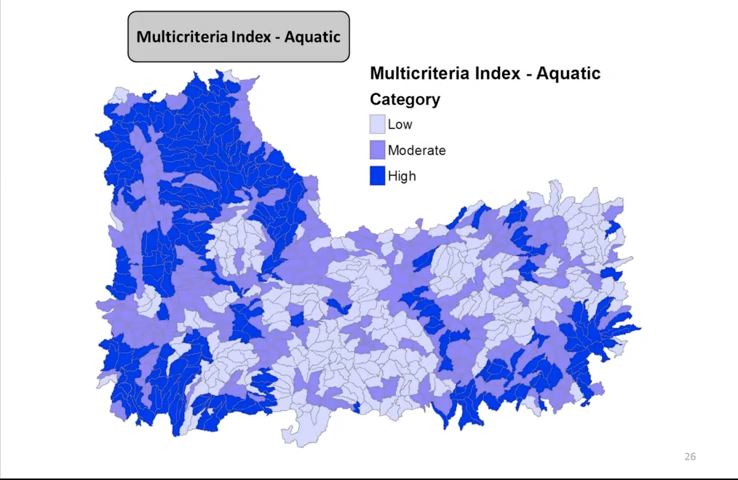 Multicriteria Index - Aquatic
Multicriteria Index - Aquatic
Category
Low
Moderate
High
26